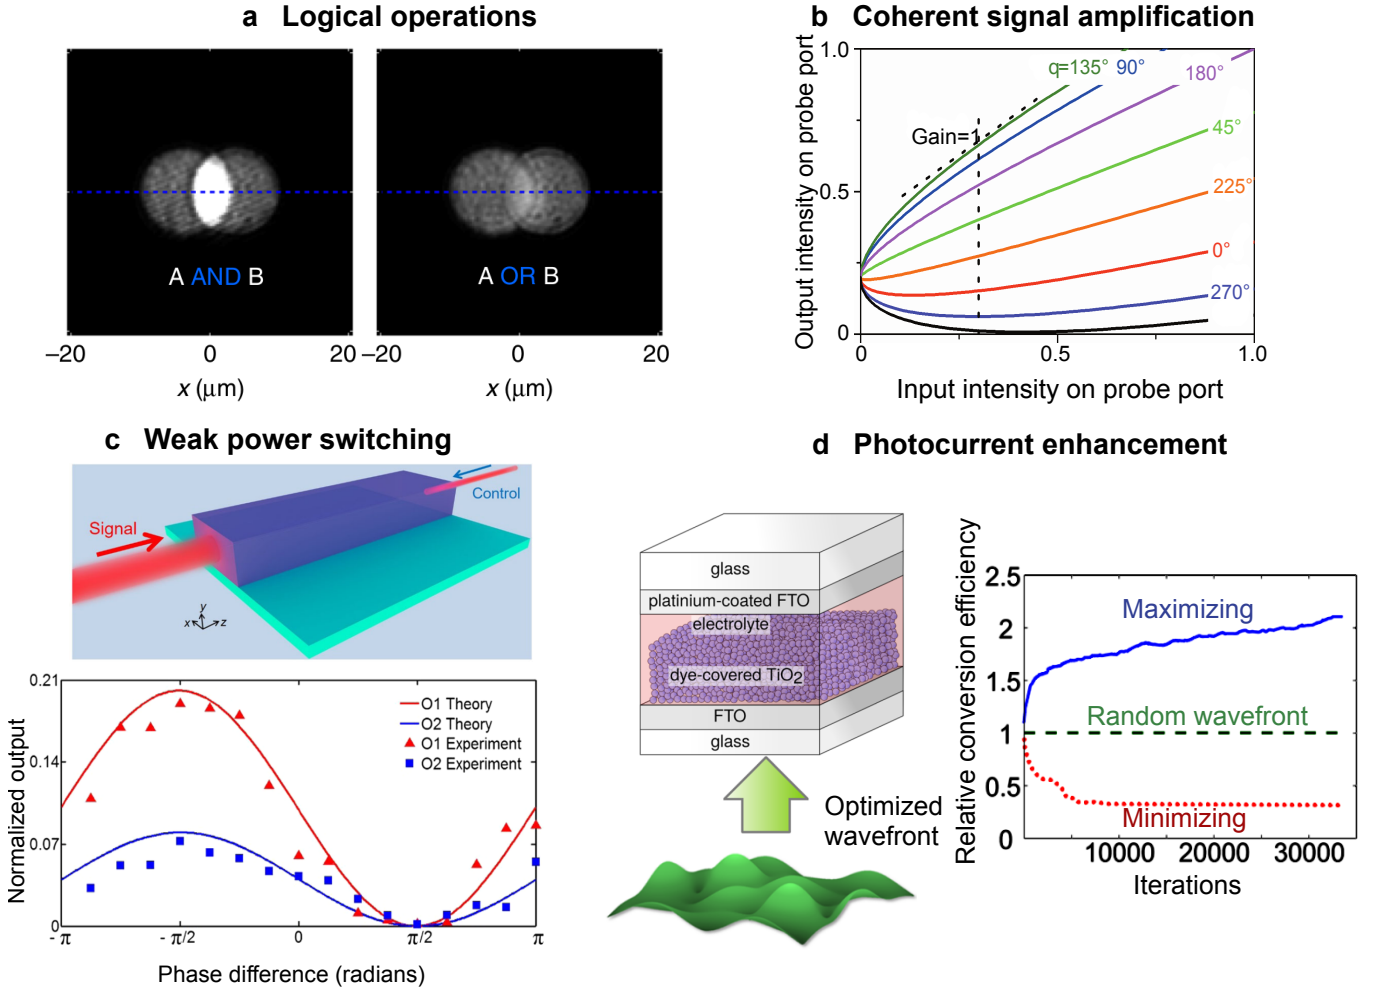 a Logical operations
A AND B
A OR B
−20 0 20
−20 0 20
x (μm)
x (μm)
b Coherent signal amplification
Output intensity on probe port
1.0
0.5
0
q=135° 90°
180°
Gain=1
45°
225°
0°
270°
0 0.5 1.0
Input intensity on probe port
c Weak power switching
Signal
Control
y
x z
Normalized output
0.21
0.14
0.07
0
O1 Theory
O2 Theory
O1 Experiment
O2 Experiment
- π - π/2 0 π/2 π
Phase difference (radians)
d Photocurrent enhancement
glass
platinium-coated FTO
electrolyte
dye-covered TiO2
FTO
glass
Optimized
wavefront
Relative conversion efficiency
2.5
2
1.5
1
0.5
0
Maximizing
Random wavefront
Minimizing
10000 20000 30000
Iterations